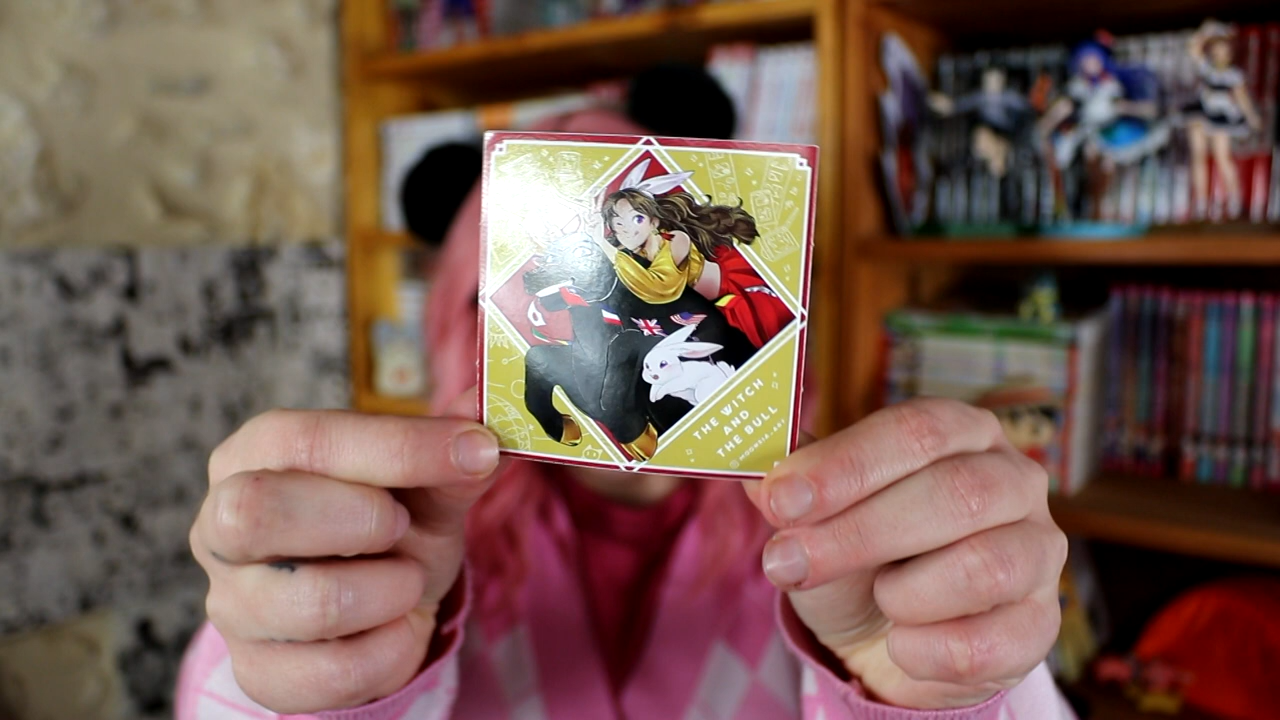 THE WITCH
AND
THE BULL